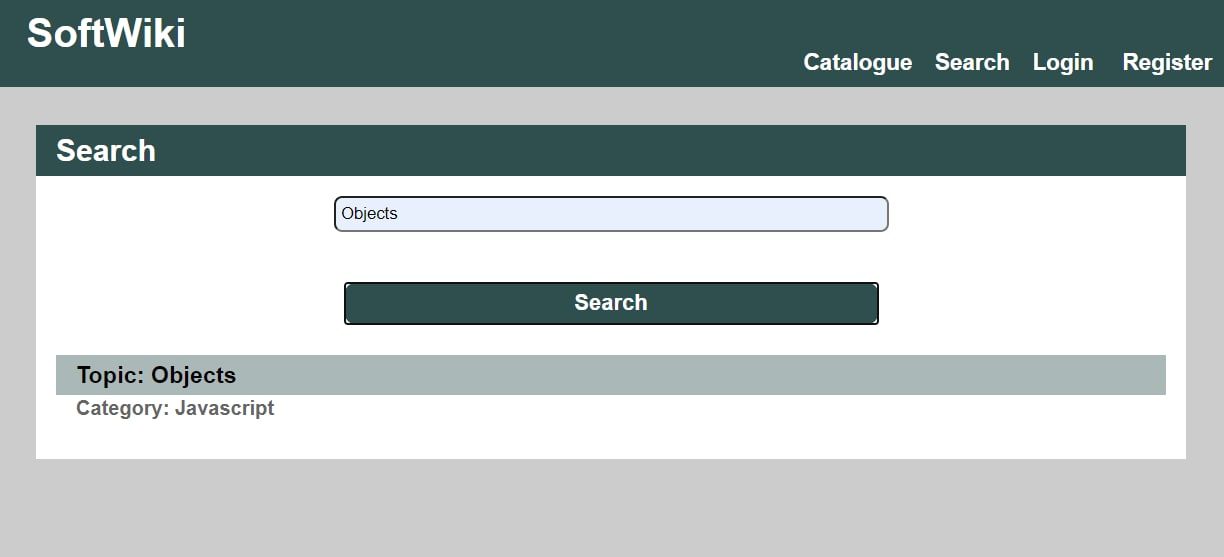 SoftWiki
Catalogue Search Login Register
Search
Objects
Search
Topic: Objects
Category: Javascript